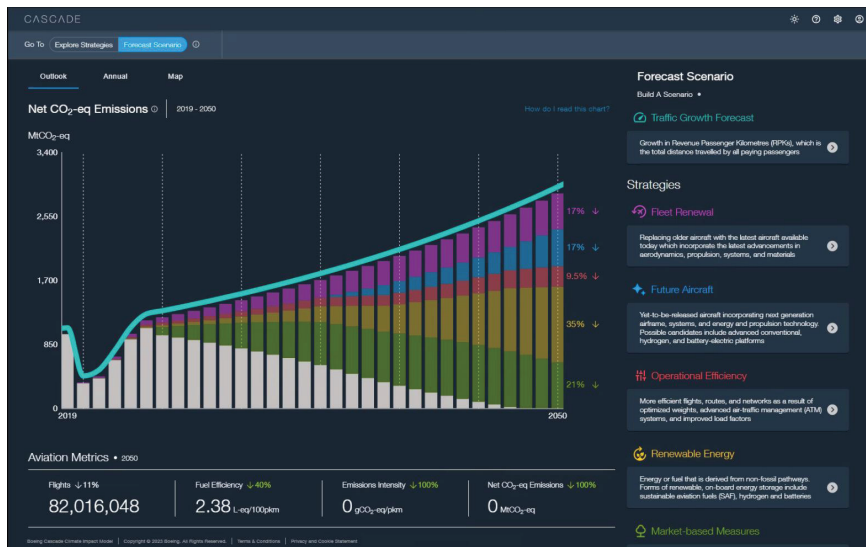 CASCADE
Go To Explore Strategies Forecast Scenario
Outlook Annual Map
Net CO₂-eq Emissions 2019 - 2050
How do I read this chart?
MtCO₂-eq
3,400
2,550
1,700
850
0
2019
2050
17% ↓
17% ↓
9.5% ↓
35% ↓
21% ↓
Aviation Metrics • 2050
Flights ↓11%
82,016,048
Fuel Efficiency ↓40%
2.38 L-eq/100pkm
Emissions Intensity ↓100%
0 gCO₂-eq/pkm
Net CO₂-eq Emissions ↓100%
0 MtCO₂-eq
Boeing Cascade Climate Impact Model | Copyright © 2023 Boeing. All Rights Reserved. | Terms & Conditions | Privacy and Cookie Statement
Forecast Scenario
Build A Scenario •
Traffic Growth Forecast
Growth in Revenue Passenger Kilometres (RPKs), which is
the total distance travelled by all paying passengers
Strategies
Fleet Renewal
Replacing older aircraft with the latest aircraft available
today which incorporate the latest advancements in
aerodynamics, propulsion, systems, and materials
Future Aircraft
Yet-to-be-released aircraft incorporating next generation
airframe, systems, and energy and propulsion technology.
Possible candidates include advanced conventional,
hydrogen, and battery-electric platforms
Operational Efficiency
More efficient flights, routes, and networks as a result of
optimized weights, advanced air-traffic management (ATM)
systems, and improved load factors
Renewable Energy
Energy or fuel that is derived from non-fossil pathways.
Forms of renewable, on-board energy storage include
sustainable aviation fuels (SAF), hydrogen and batteries
Market-based Measures